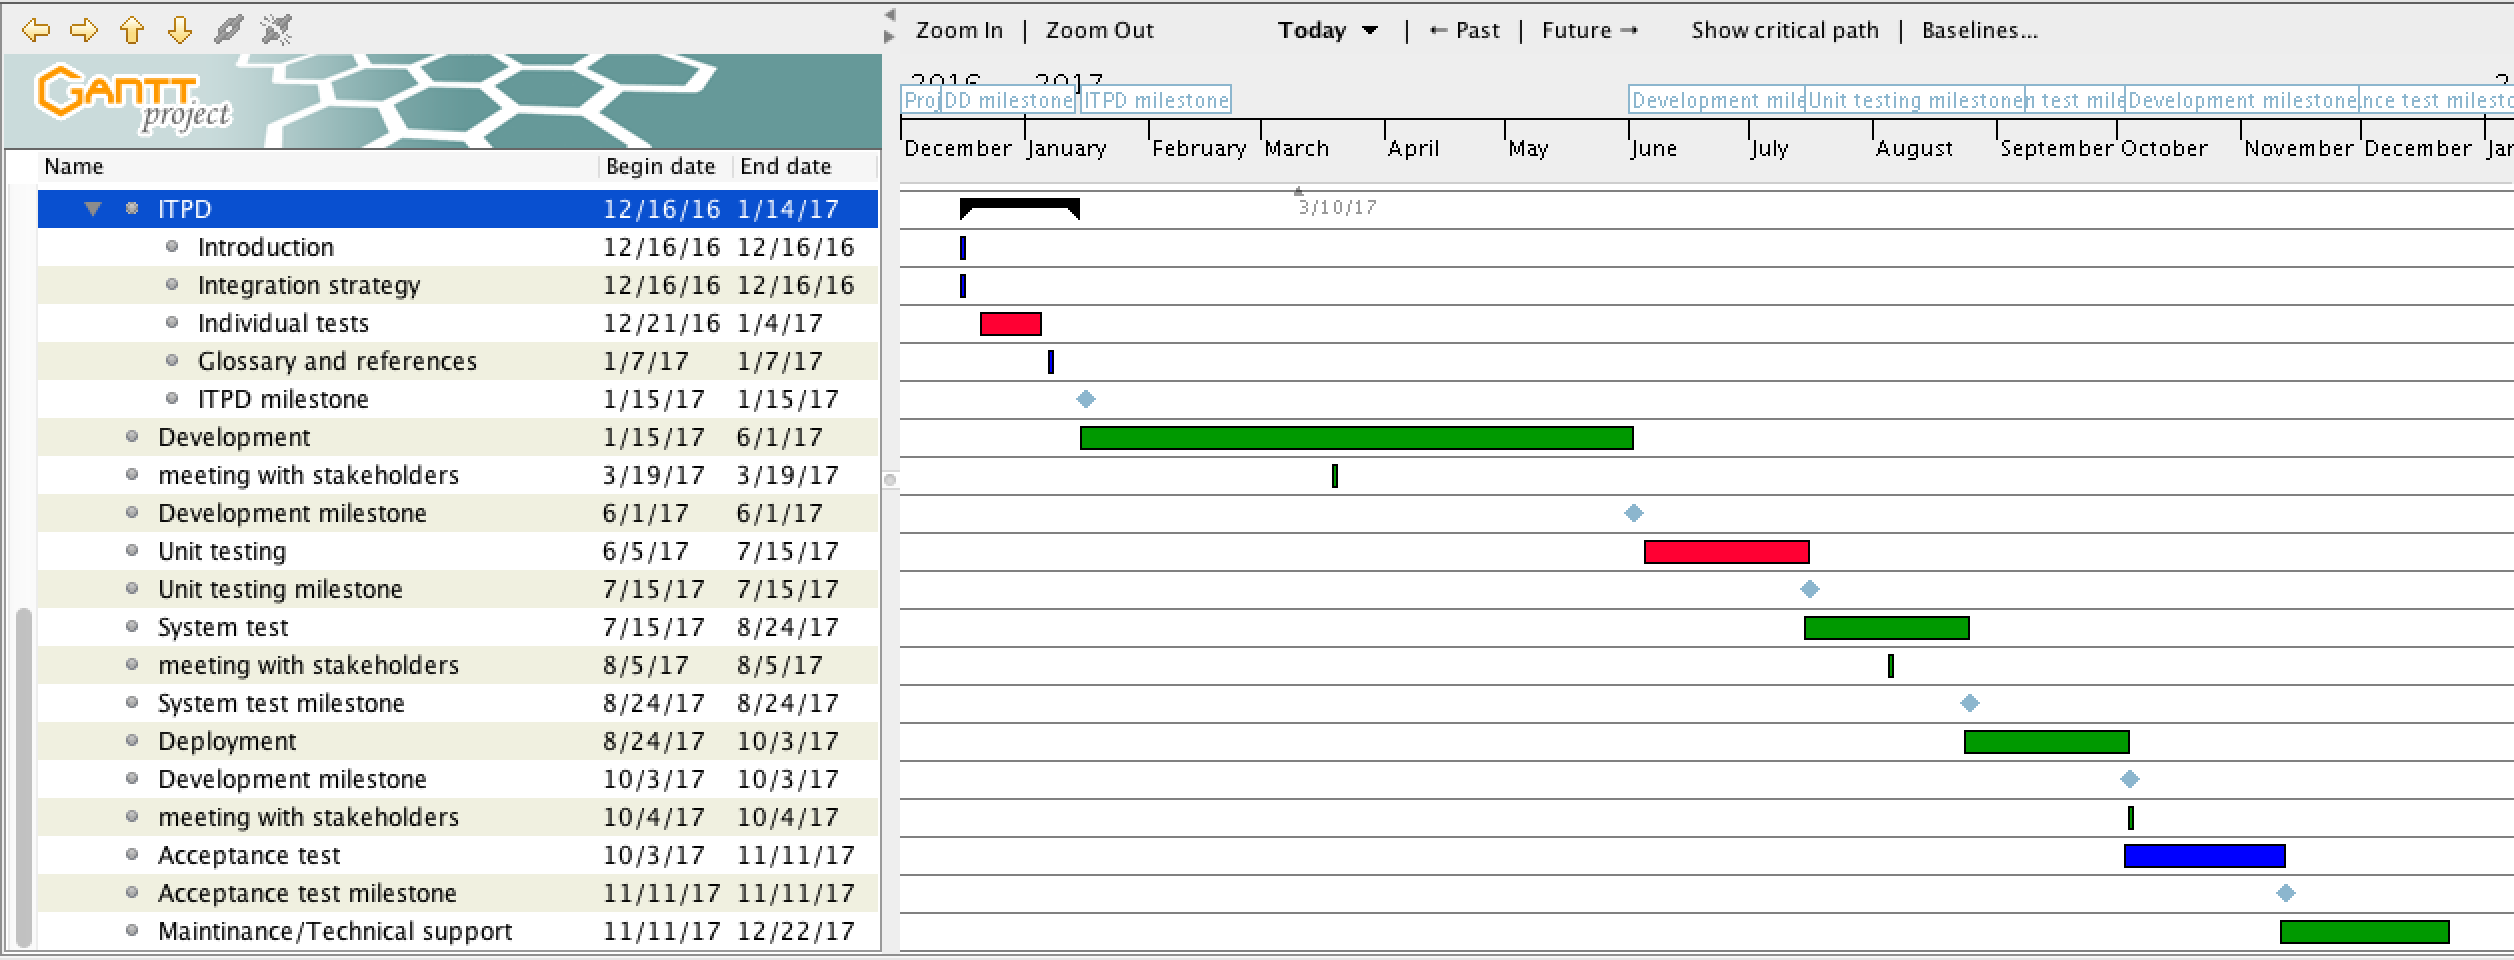 Zoom In | Zoom Out Today | ← Past | Future → Show critical path | Baselines...
GANTT
project
2016 2017
DD milestone ITPD milestone Development mile Unit testing milestone n test mile Development milestone nce test milesto
December January February March April May June July August September October November December Jan
Name Begin date End date
ITPD 12/16/16 1/14/17
3/10/17
Introduction 12/16/16 12/16/16
Integration strategy 12/16/16 12/16/16
Individual tests 12/21/16 1/4/17
Glossary and references 1/7/17 1/7/17
ITPD milestone 1/15/17 1/15/17
Development 1/15/17 6/1/17
meeting with stakeholders 3/19/17 3/19/17
Development milestone 6/1/17 6/1/17
Unit testing 6/5/17 7/15/17
Unit testing milestone 7/15/17 7/15/17
System test 7/15/17 8/24/17
meeting with stakeholders 8/5/17 8/5/17
System test milestone 8/24/17 8/24/17
Deployment 8/24/17 10/3/17
Development milestone 10/3/17 10/3/17
meeting with stakeholders 10/4/17 10/4/17
Acceptance test 10/3/17 11/11/17
Acceptance test milestone 11/11/17 11/11/17
Maintinance/Technical support 11/11/17 12/22/17